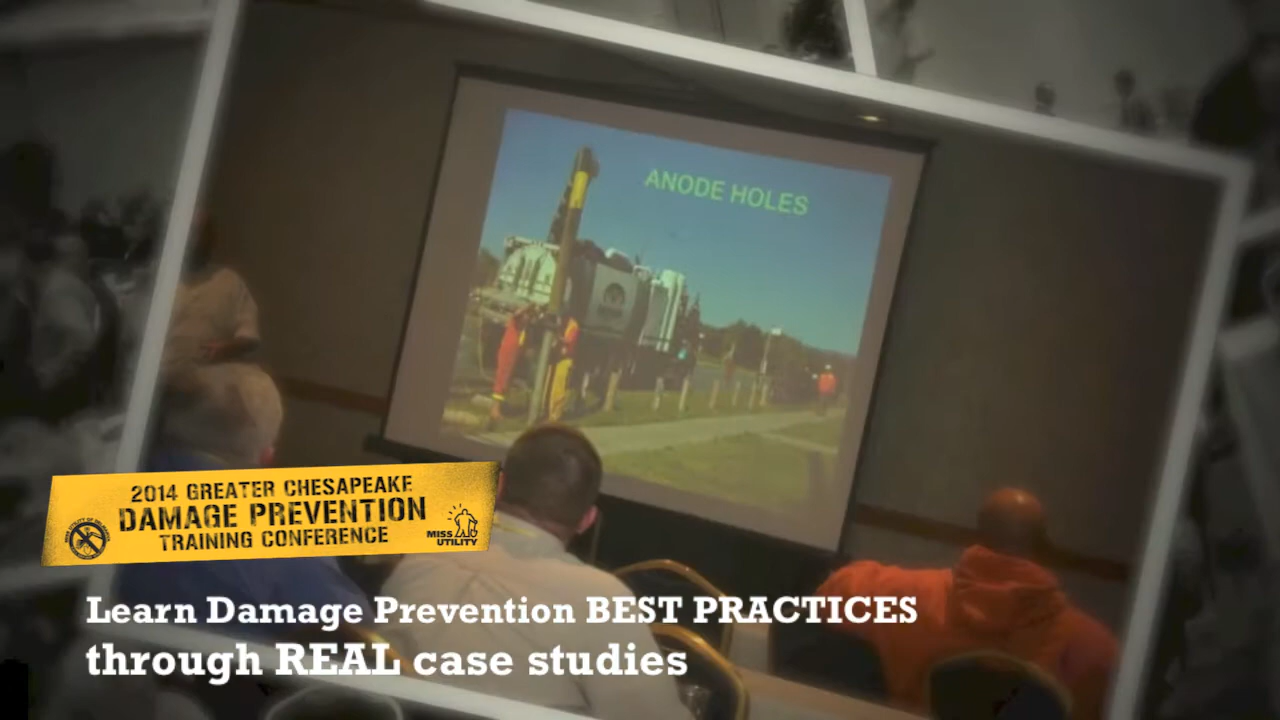 ANODE HOLES
2014 GREATER CHESAPEAKE
DAMAGE PREVENTION
TRAINING CONFERENCE
MISS
UTILITY
Learn Damage Prevention BEST PRACTICES
through REAL case studies